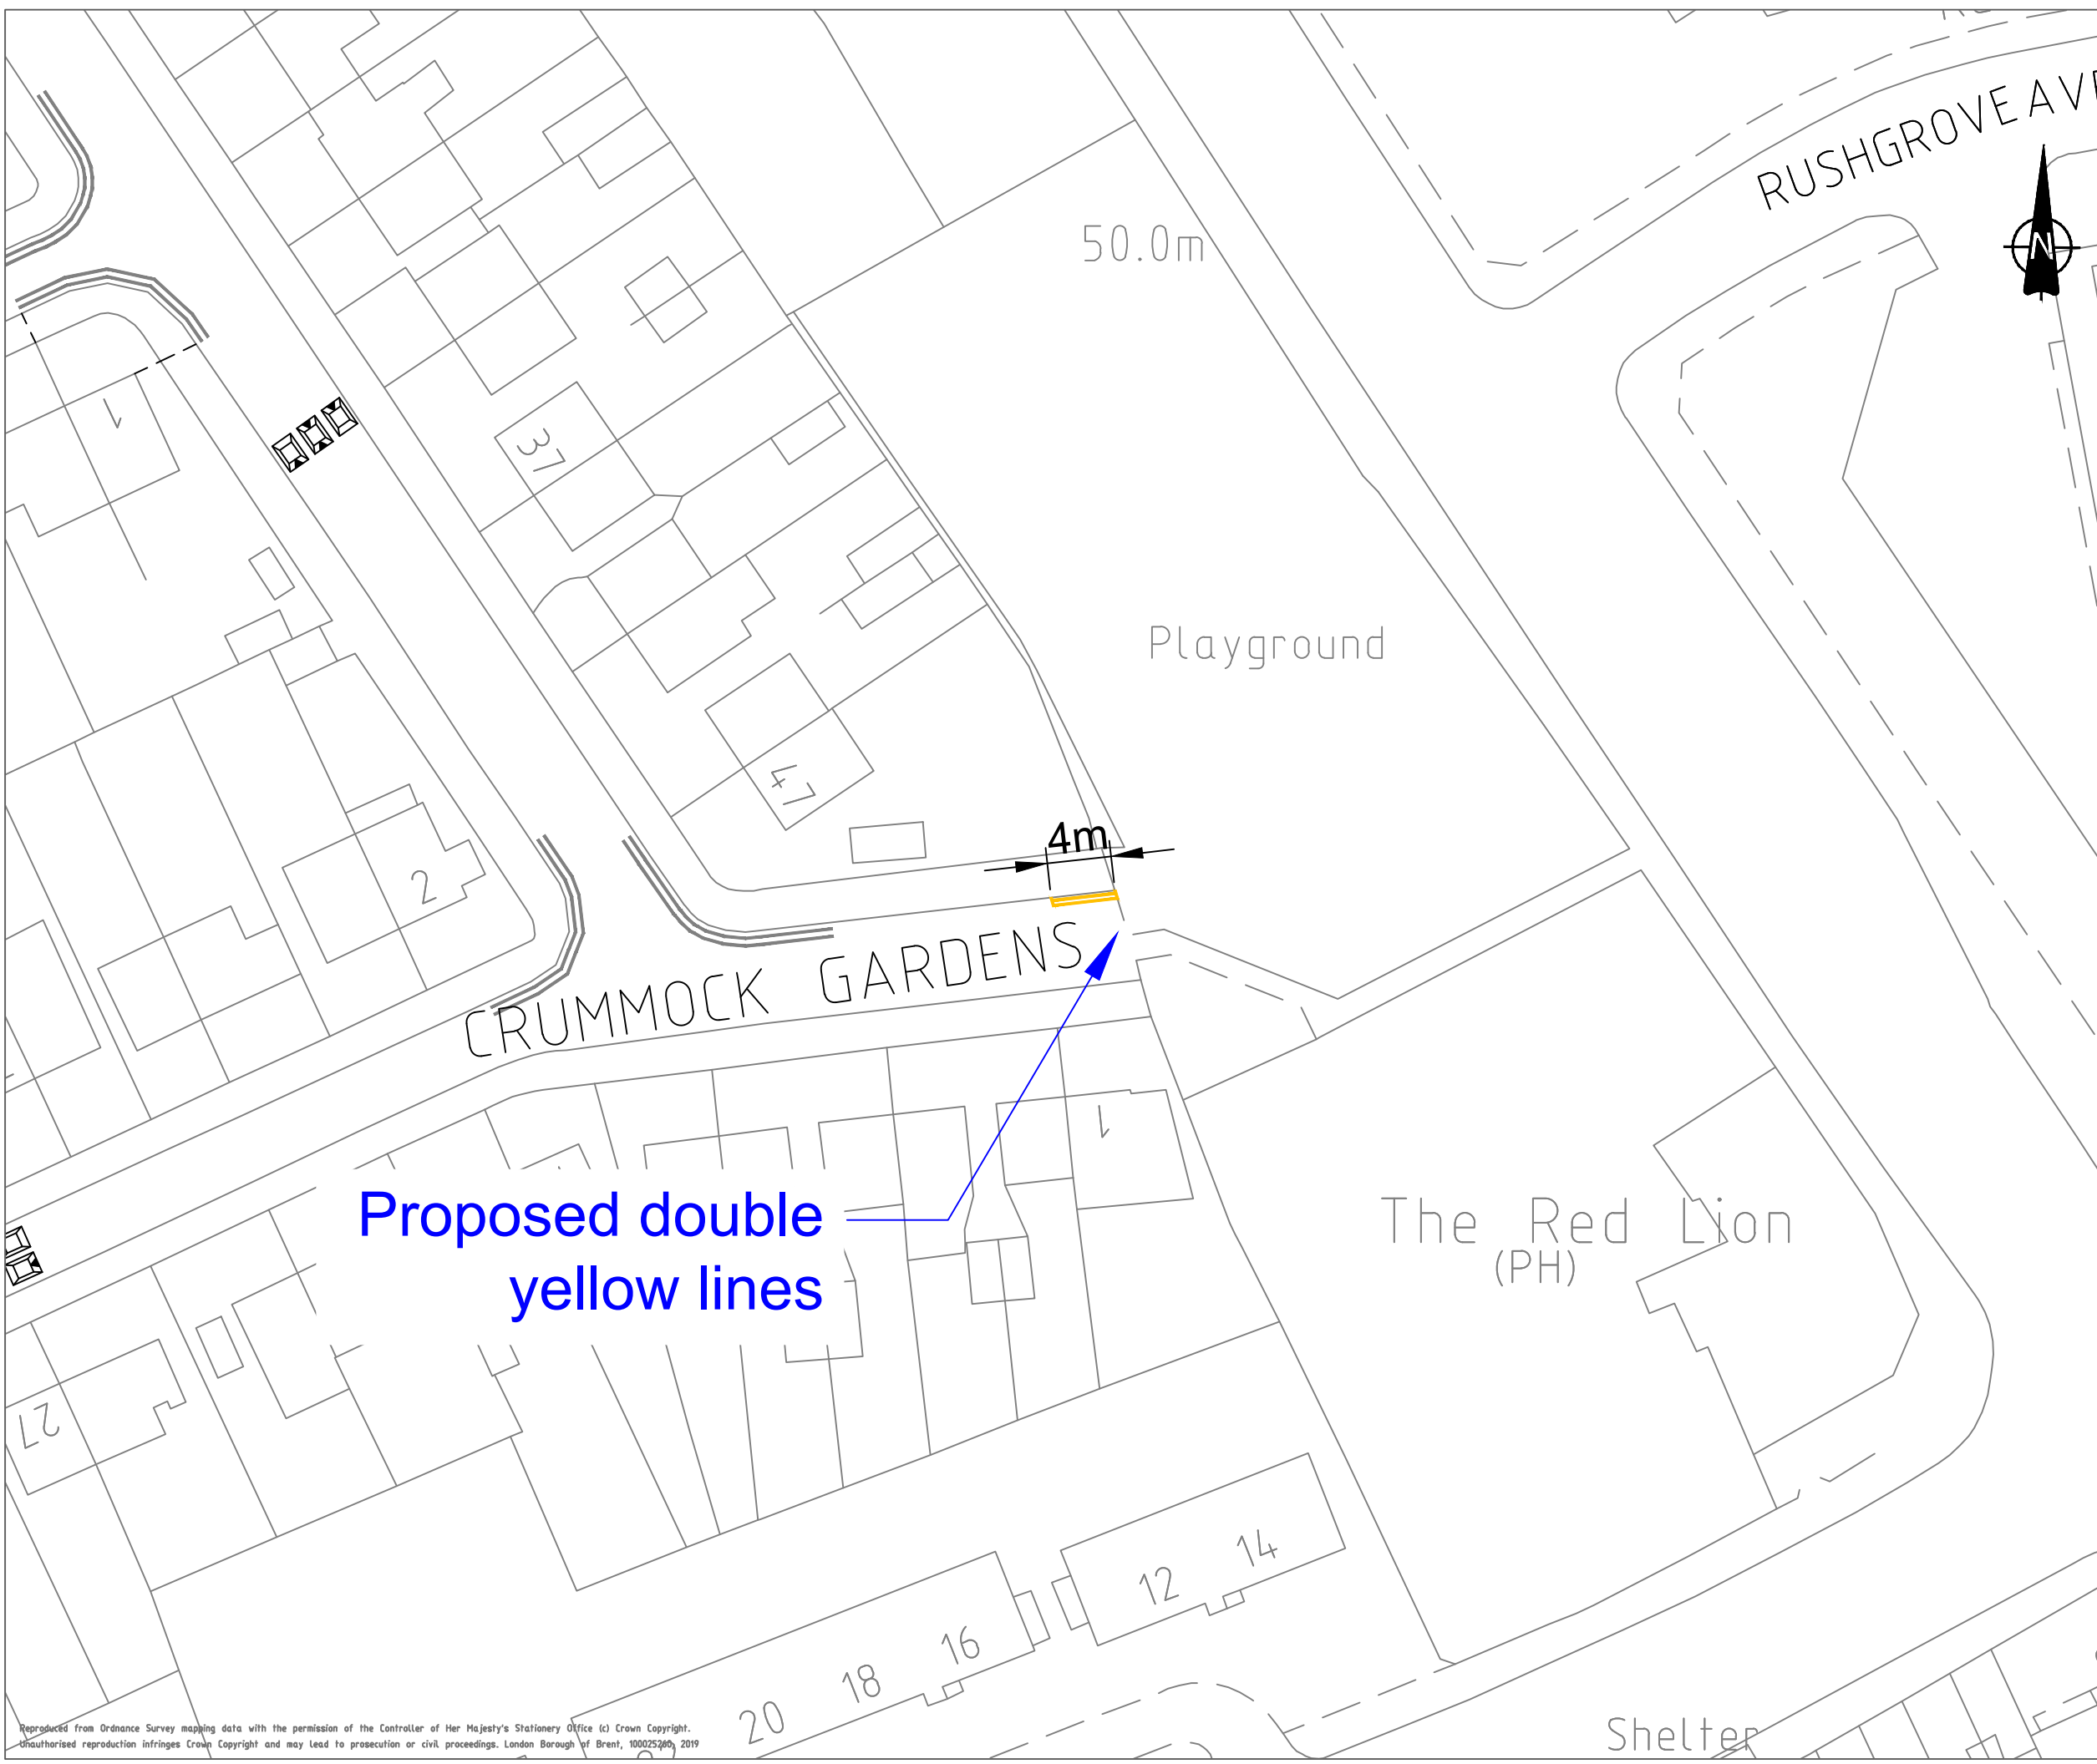 RUSHGROVE AVE
N
50.0m
1
37
Playground
47
4m
2
CRUMMOCK GARDENS
1
Proposed double
yellow lines
The Red Lion
(PH)
27
14
12
16
18
20
Shelter
Reproduced from Ordnance Survey mapping data with the permission of the Controller of Her Majesty's Stationery Office (c) Crown Copyright.
Unauthorised reproduction infringes Crown Copyright and may lead to prosecution or civil proceedings. London Borough of Brent, 100025260, 2019